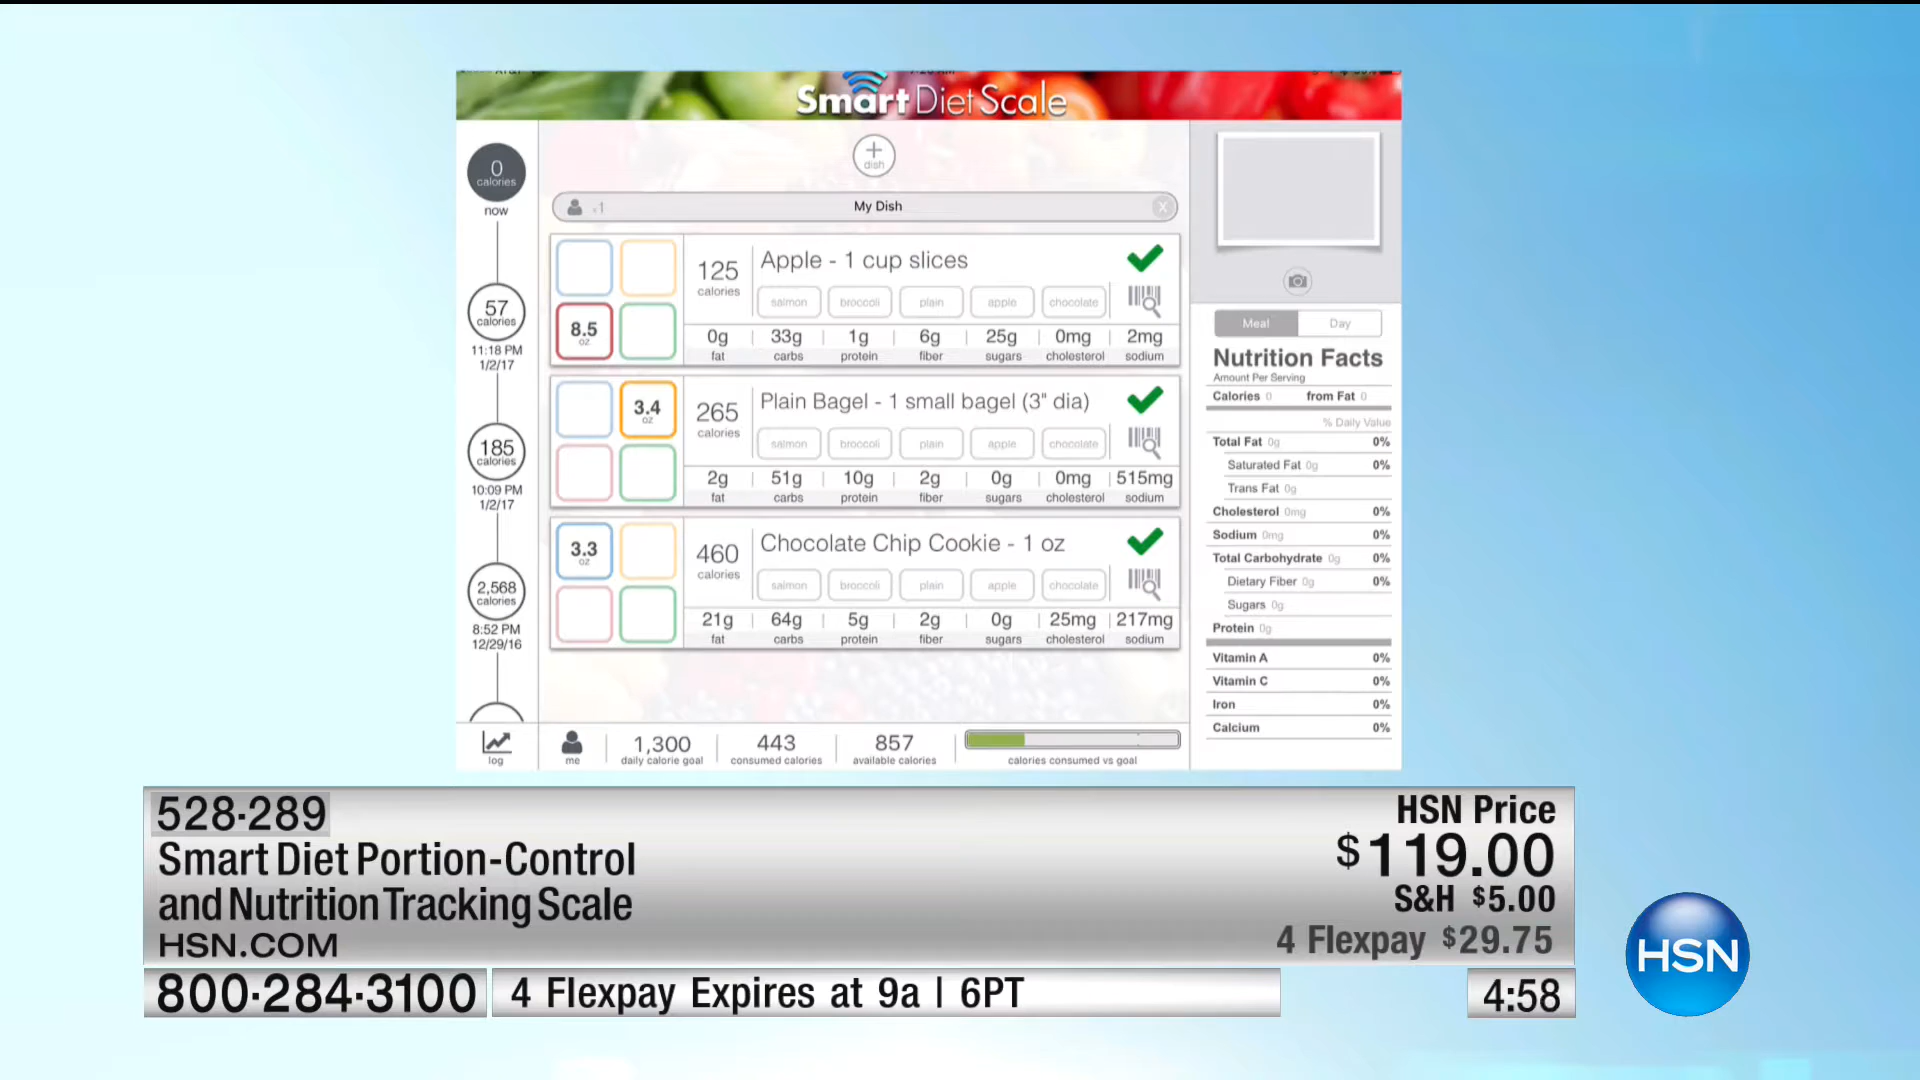 Smart Diet Scale
+
dish
0
calories
now
57
calories
11:18 PM
1/2/17
185
calories
10:09 PM
1/2/17
2,568
calories
8:52 PM
12/29/16
log
My Dish
x
8.5
oz
125
calories
Apple - 1 cup slices
salmon broccoli plain apple chocolate
0g 33g 1g 6g 25g 0mg 2mg
fat carbs protein fiber sugars cholesterol sodium
3.4
oz
265
calories
Plain Bagel - 1 small bagel (3" dia)
salmon broccoli plain apple chocolate
2g 51g 10g 2g 0g 0mg 515mg
fat carbs protein fiber sugars cholesterol sodium
3.3
oz
460
calories
Chocolate Chip Cookie - 1 oz
salmon broccoli plain apple chocolate
21g 64g 5g 2g 0g 25mg 217mg
fat carbs protein fiber sugars cholesterol sodium
me
1,300
daily calorie goal
443
consumed calories
857
available calories
calories consumed vs goal
Meal Day
Nutrition Facts
Amount Per Serving
Calories 0 from Fat 0
% Daily Value
Total Fat 0g 0%
Saturated Fat 0g 0%
Trans Fat 0g
Cholesterol 0mg 0%
Sodium 0mg 0%
Total Carbohydrate 0g 0%
Dietary Fiber 0g 0%
Sugars 0g
Protein 0g
Vitamin A 0%
Vitamin C 0%
Iron 0%
Calcium 0%
528·289
Smart Diet Portion-Control
and Nutrition Tracking Scale
HSN.COM
HSN Price
$119.00
S&H $5.00
4 Flexpay $29.75
800·284·3100
4 Flexpay Expires at 9a | 6PT
4:58
HSN